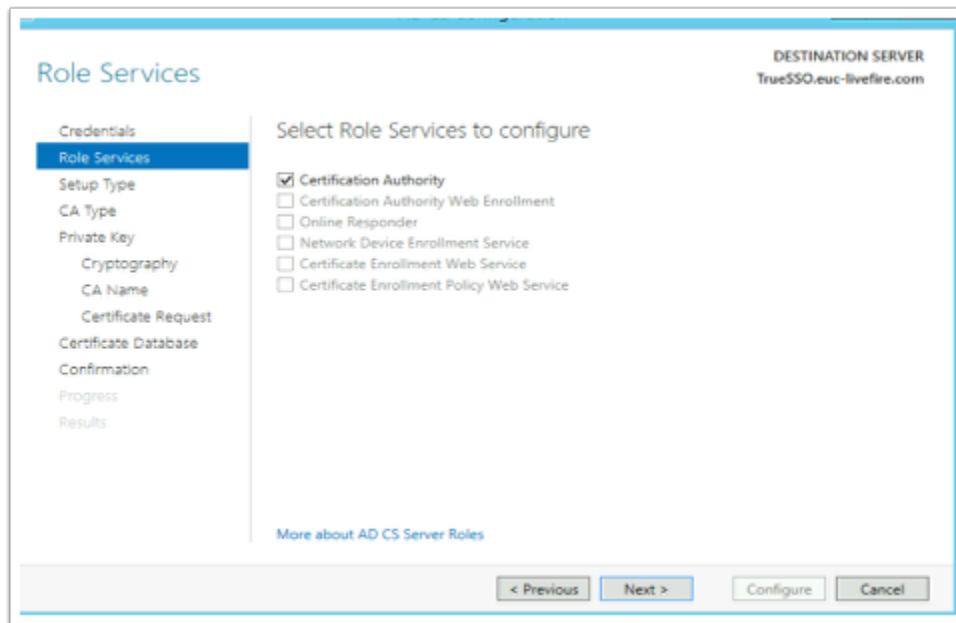 DESTINATION SERVER
TrueSSO.euc-livefire.com
Role Services
Credentials
Role Services
Setup Type
CA Type
Private Key
Cryptography
CA Name
Certificate Request
Certificate Database
Confirmation
Progress
Results
Select Role Services to configure
Certification Authority
Certification Authority Web Enrollment
Online Responder
Network Device Enrollment Service
Certificate Enrollment Web Service
Certificate Enrollment Policy Web Service
More about AD CS Server Roles
< Previous
Next >
Configure
Cancel